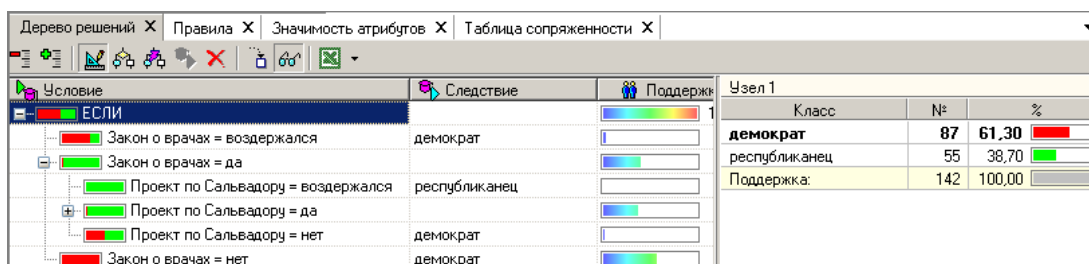 Дерево решений X Правила X Значимость атрибутов X Таблица сопряженности X
Условие Следствие Поддержк
ЕСЛИ 1
Закон о врачах = воздержался демократ
Закон о врачах = да
Проект по Сальвадору = воздержался республиканец
Проект по Сальвадору = да
Проект по Сальвадору = нет демократ
Закон о врачах = нет демократ
Узел 1
Класс № %
демократ 87 61,30
республиканец 55 38,70
Поддержка: 142 100,00